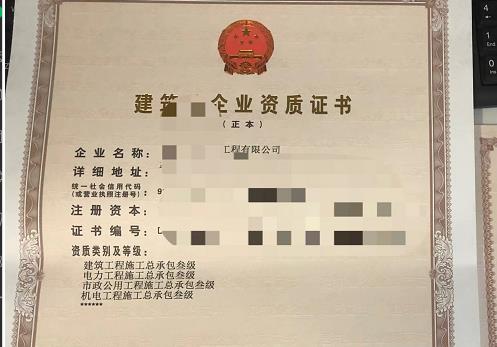 建筑 企业资质证书
(正本)
企业名称: 工程有限公司
详细地址:
统一社会信用代码
(或营业执照注册号): 9
注册资本:
证书编号:
资质类别及等级:
建筑工程施工总承包叁级
电力工程施工总承包叁级
市政公用工程施工总承包叁级
机电工程施工总承包叁级
******